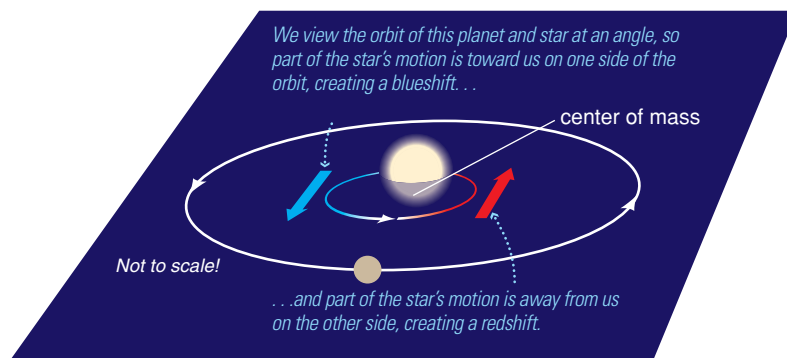 We view the orbit of this planet and star at an angle, so
part of the star's motion is toward us on one side of the
orbit, creating a blueshift. . .
center of mass
Not to scale!
. . .and part of the star's motion is away from us
on the other side, creating a redshift.